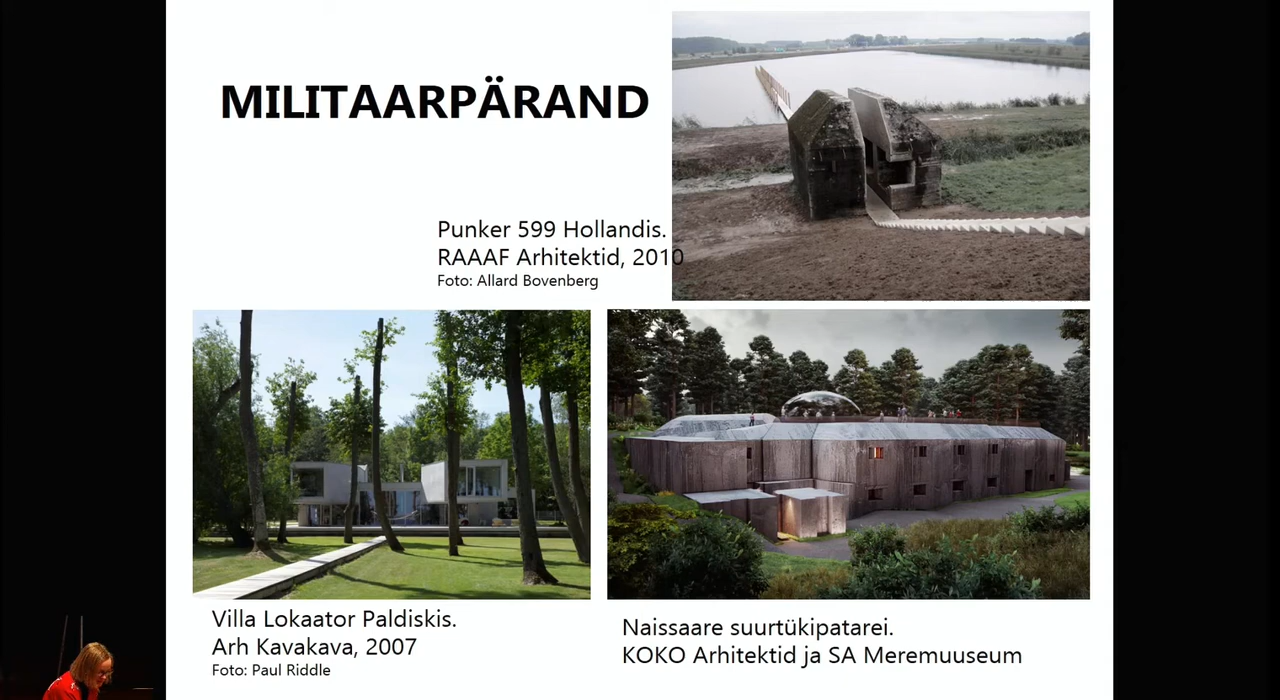 MILITAARPÄRAND
Punker 599 Hollandis.
RAAAF Arhitektid, 2010
Foto: Allard Bovenberg
Villa Lokaator Paldiskis.
Arh Kavakava, 2007
Foto: Paul Riddle
Naissaare suurtükipatarei.
KOKO Arhitektid ja SA Meremuuseum